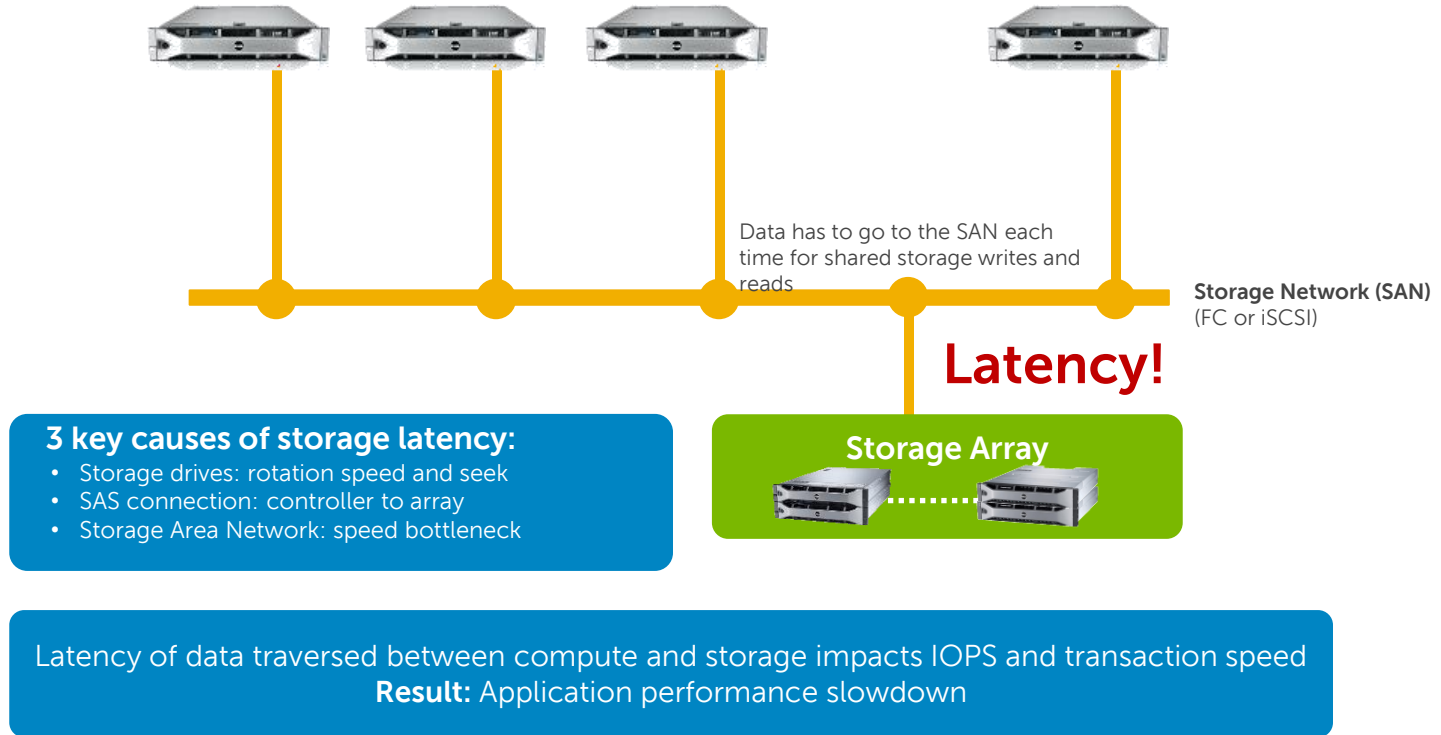 Data has to go to the SAN each
time for shared storage writes and
reads
Storage Network (SAN)
(FC or iSCSI)
Latency!
3 key causes of storage latency:
• Storage drives: rotation speed and seek
• SAS connection: controller to array
• Storage Area Network: speed bottleneck
Storage Array
Latency of data traversed between compute and storage impacts IOPS and transaction speed
Result: Application performance slowdown